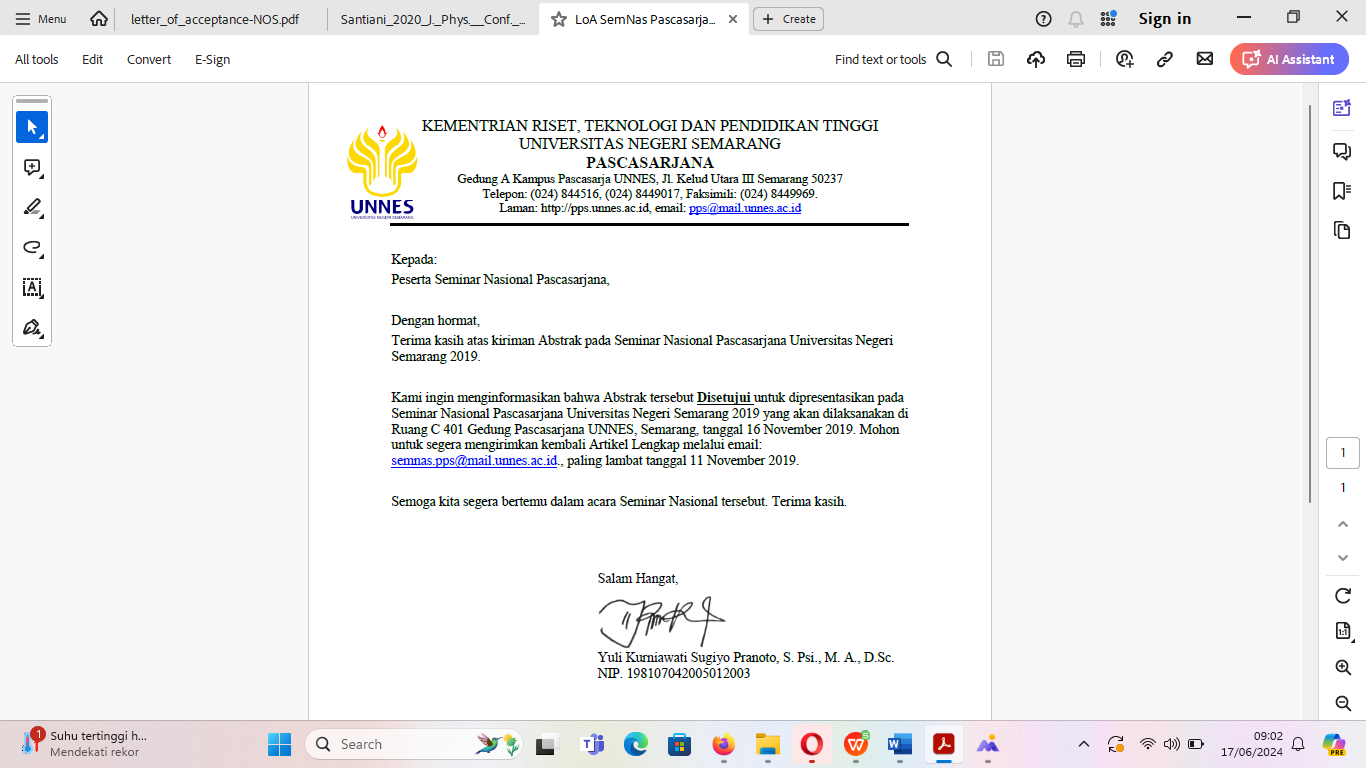 Menu
letter_of_acceptance-NOS.pdf
Santiani_2020_J._Phys.__Conf._...
LoA SemNas Pascasarja...
Create
Sign in
All tools
Edit
Convert
E-Sign
Find text or tools
AI Assistant
KEMENTRIAN RISET, TEKNOLOGI DAN PENDIDIKAN TINGGI
UNIVERSITAS NEGERI SEMARANG
PASCASARJANA
Gedung A Kampus Pascasarja UNNES, Jl. Kelud Utara III Semarang 50237
Telepon: (024) 844516, (024) 8449017, Faksimili: (024) 8449969.
Laman: http://pps.unnes.ac.id, email: pps@mail.unnes.ac.id
UNNES
UNIVERSITAS NEGERI SEMARANG
Kepada:
Peserta Seminar Nasional Pascasarjana,
Dengan hormat,
Terima kasih atas kiriman Abstrak pada Seminar Nasional Pascasarjana Universitas Negeri
Semarang 2019.
Kami ingin menginformasikan bahwa Abstrak tersebut Disetujui untuk dipresentasikan pada
Seminar Nasional Pascasarjana Universitas Negeri Semarang 2019 yang akan dilaksanakan di
Ruang C 401 Gedung Pascasarjana UNNES, Semarang, tanggal 16 November 2019. Mohon
untuk segera mengirimkan kembali Artikel Lengkap melalui email:
semnas.pps@mail.unnes.ac.id., paling lambat tanggal 11 November 2019.
Semoga kita segera bertemu dalam acara Seminar Nasional tersebut. Terima kasih.
Salam Hangat,
Yuli Kurniawati Sugiyo Pranoto, S. Psi., M. A., D.Sc.
NIP. 198107042005012003
1
1
1:1
1
Suhu tertinggi h...
Mendekati rekor
Search
09:02
17/06/2024
PRE